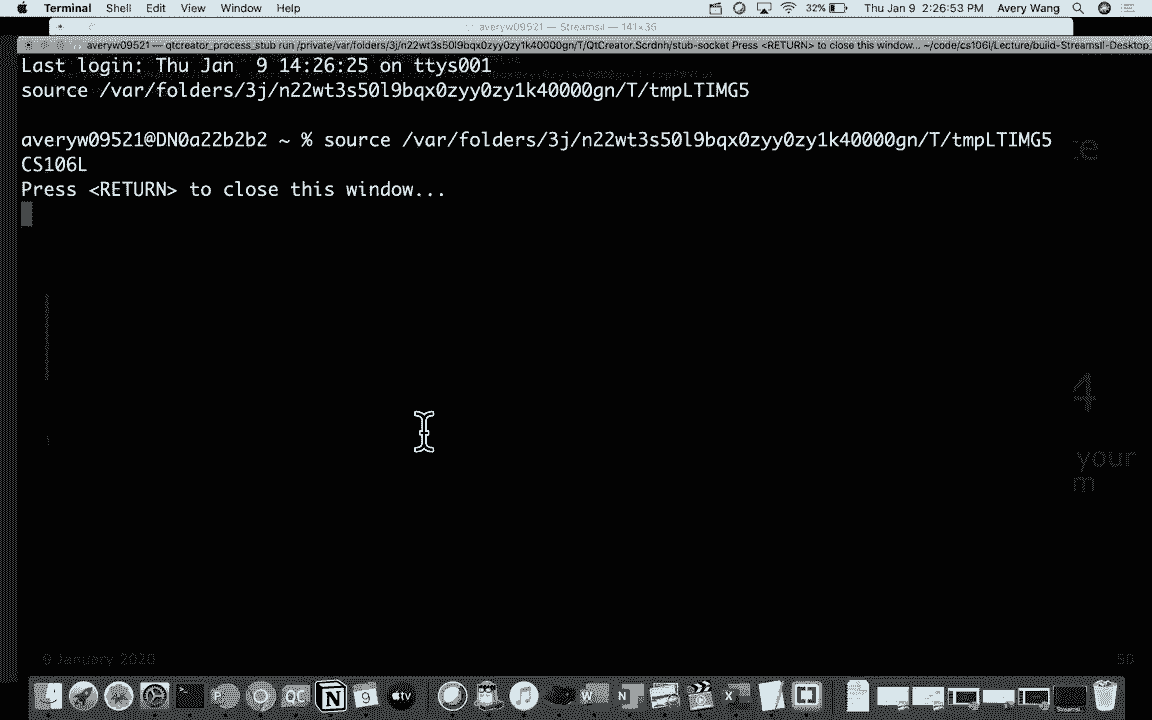 Terminal Shell Edit View Window Help 32% Thu Jan 9 2:26:53 PM Avery Wang
averyw09521 — Streamsll — 141×36
averyw09521 — qtcreator_process_stub run /private/var/folders/3j/n22wt3s50l9bqx0zyy0zy1k40000gn/T/QtCreator.Scrdnh/stub-socket Press <RETURN> to close this window... ~/code/cs106l/Lecture/build-Streamsll-Desktop_
Last login: Thu Jan  9 14:26:25 on ttys001
source /var/folders/3j/n22wt3s50l9bqx0zyy0zy1k40000gn/T/tmpLTIMG5
averyw09521@DN0a22b2b2 ~ % source /var/folders/3j/n22wt3s50l9bqx0zyy0zy1k40000gn/T/tmpLTIMG5
CS106L
Press <RETURN> to close this window...
4
your
m
9 January 2020